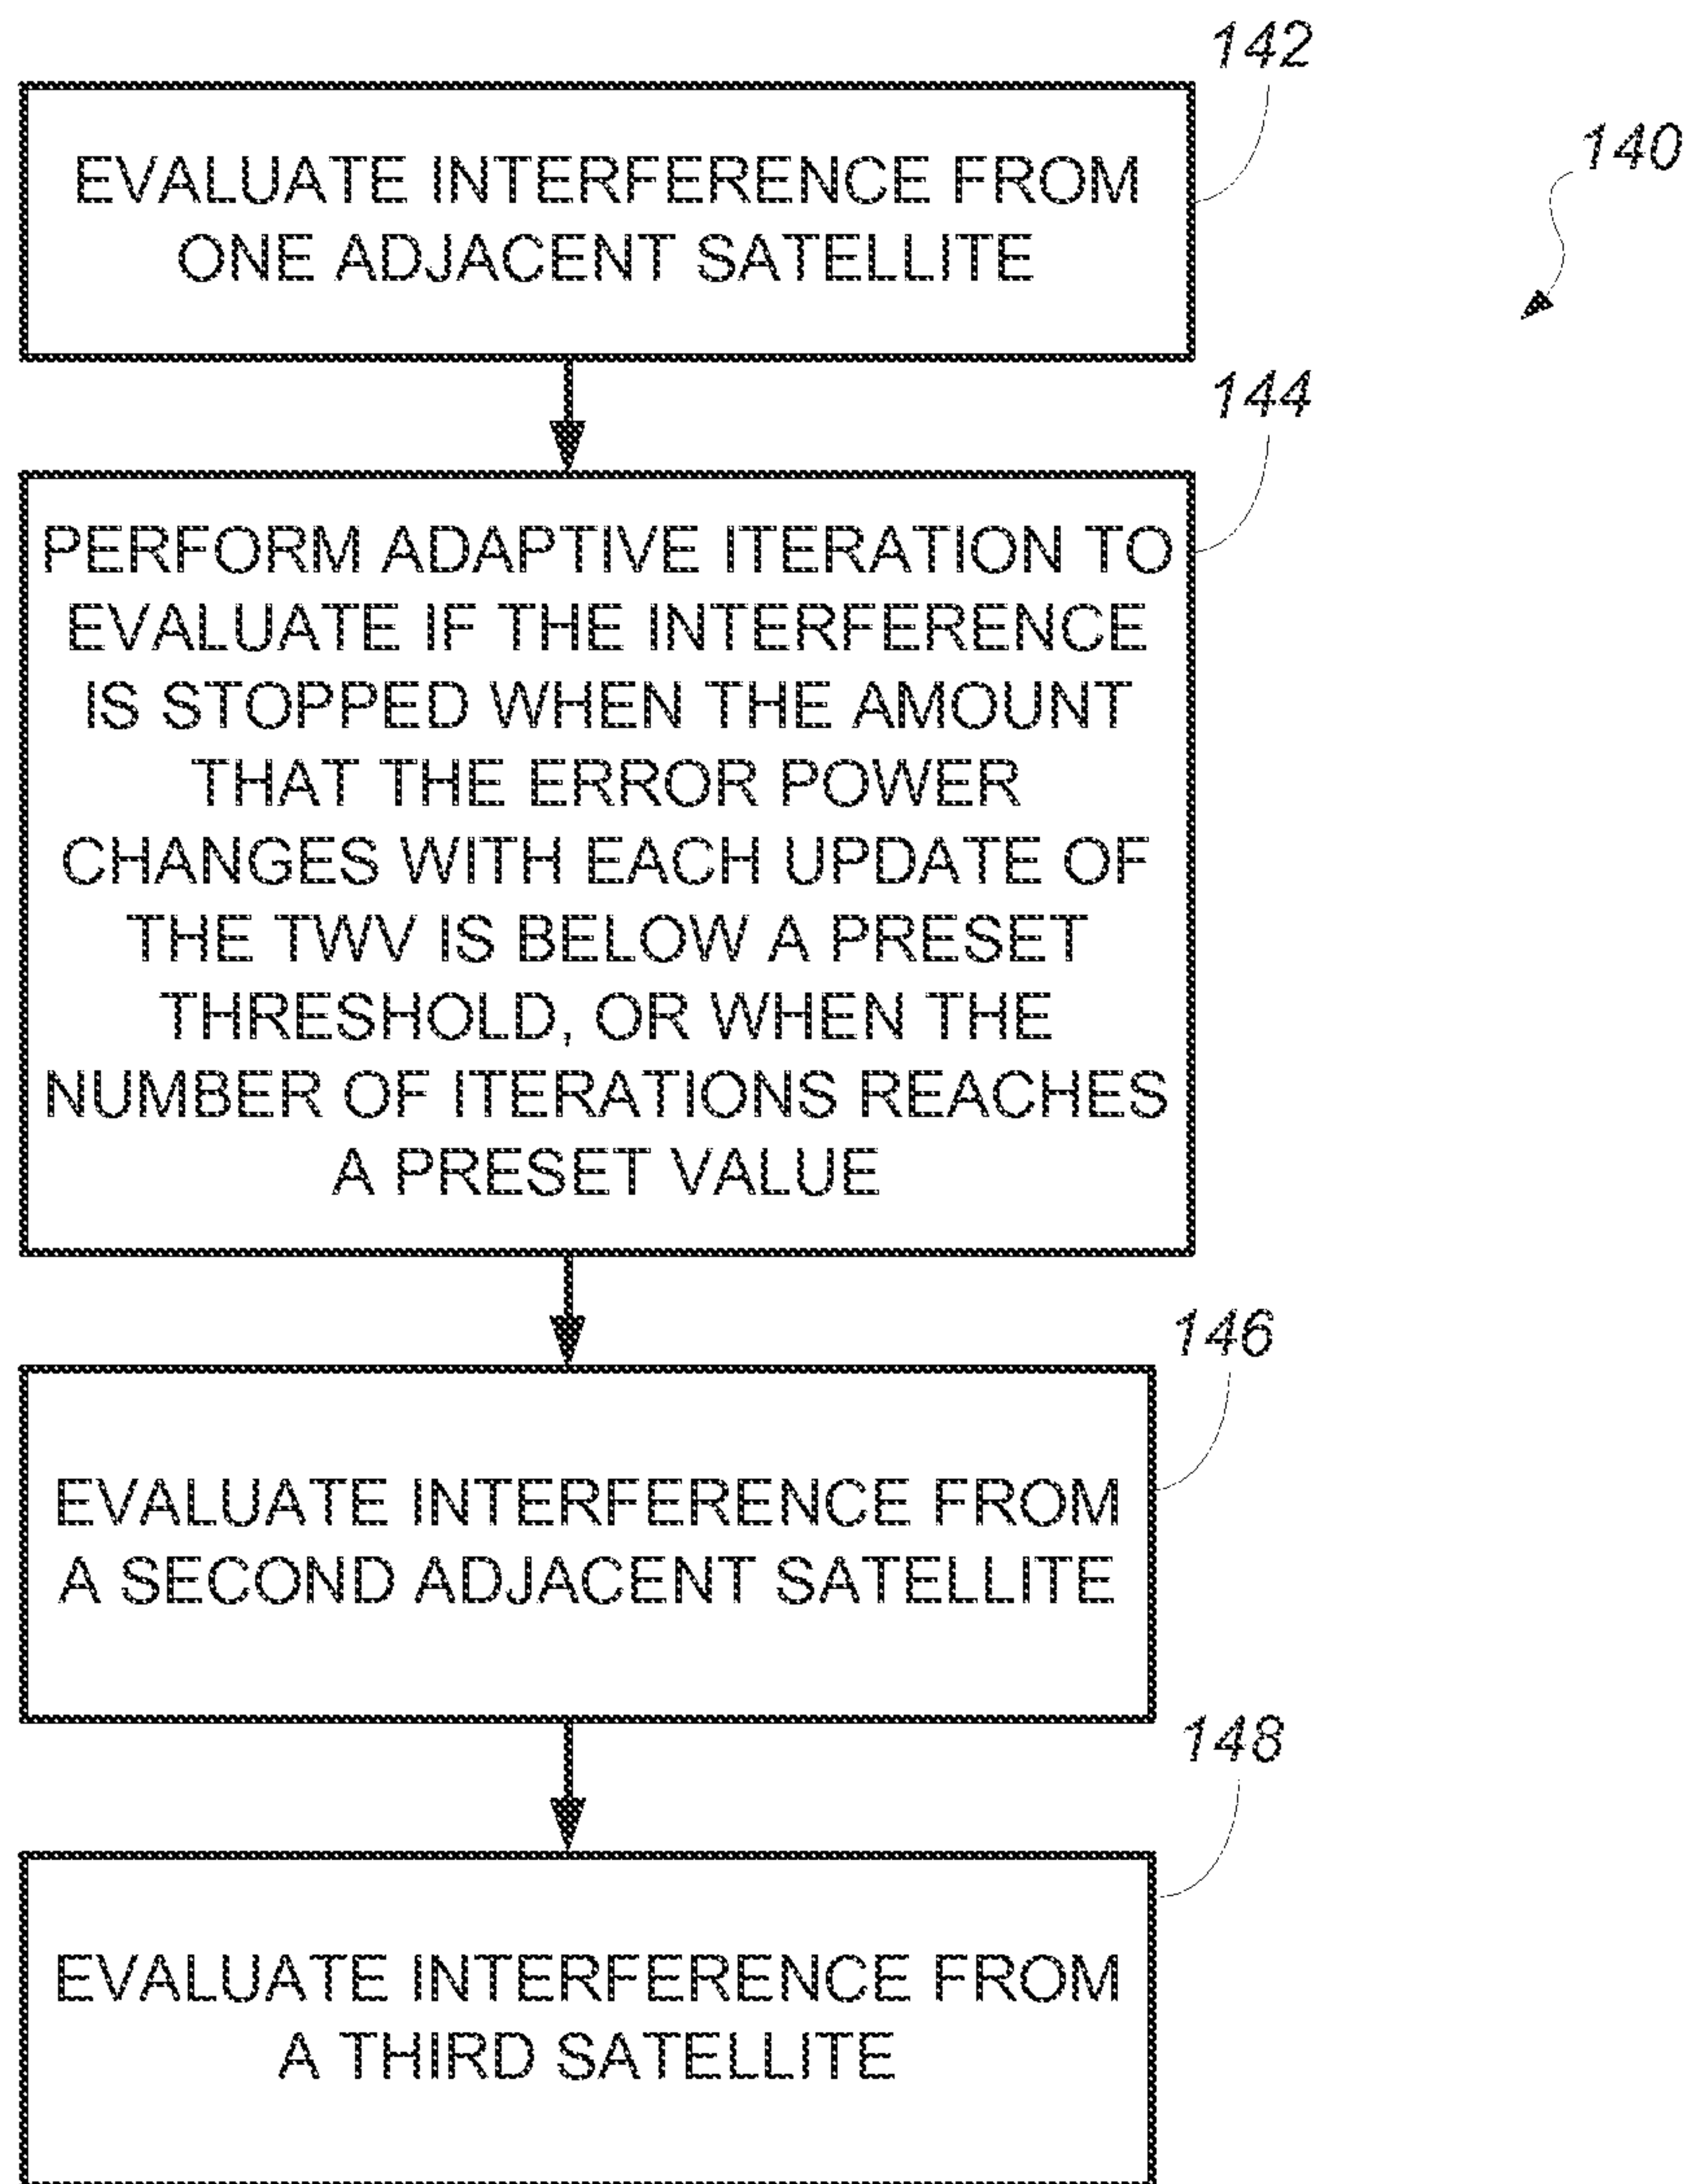 142
140
EVALUATE INTERFERENCE FROM
ONE ADJACENT SATELLITE
144
PERFORM ADAPTIVE ITERATION TO
EVALUATE IF THE INTERFERENCE
IS STOPPED WHEN THE AMOUNT
THAT THE ERROR POWER
CHANGES WITH EACH UPDATE OF
THE TWV IS BELOW A PRESET
THRESHOLD, OR WHEN THE
NUMBER OF ITERATIONS REACHES
A PRESET VALUE
146
EVALUATE INTERFERENCE FROM
A SECOND ADJACENT SATELLITE
148
EVALUATE INTERFERENCE FROM
A THIRD SATELLITE